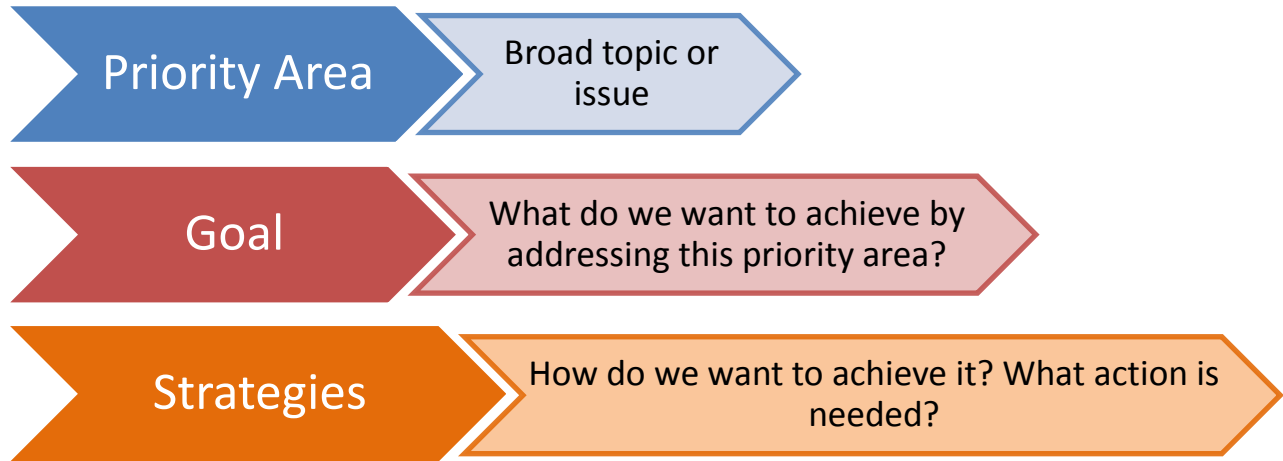 Priority Area
Broad topic or
issue
Goal
What do we want to achieve by
addressing this priority area?
Strategies
How do we want to achieve it? What action is
needed?